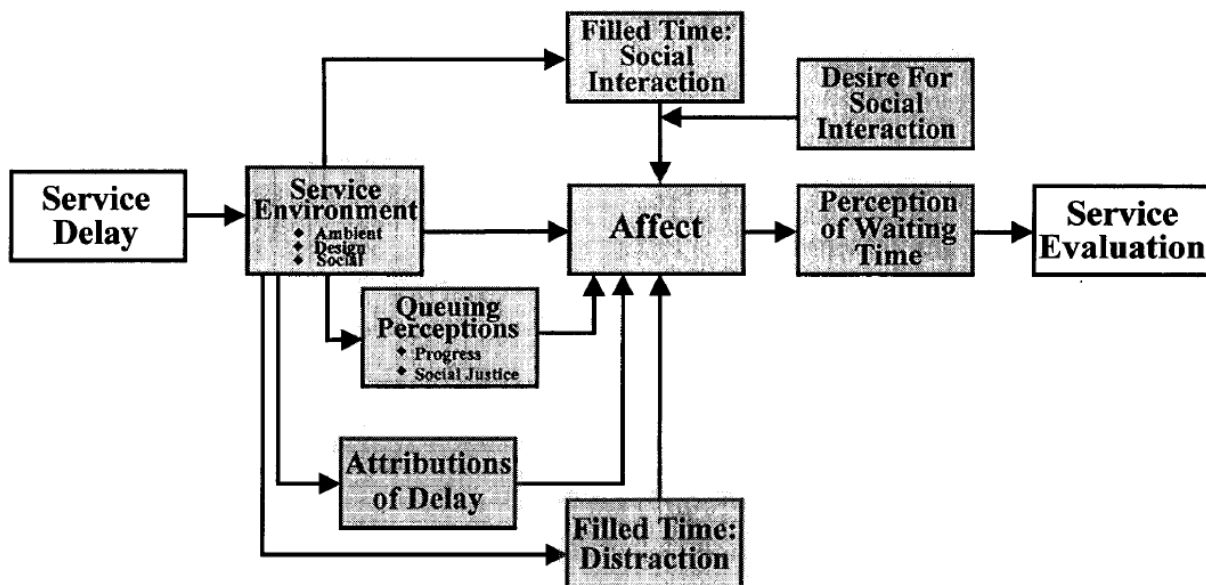 Filled Time:
Social
Interaction
Desire For
Social
Interaction
Service
Delay
Service
Environment
❖ Ambient
❖ Design
❖ Social
Affect
Perception
of Waiting
Time
Service
Evaluation
Queuing
Perceptions
❖ Progress
❖ Social Justice
Attributions
of Delay
Filled Time:
Distraction